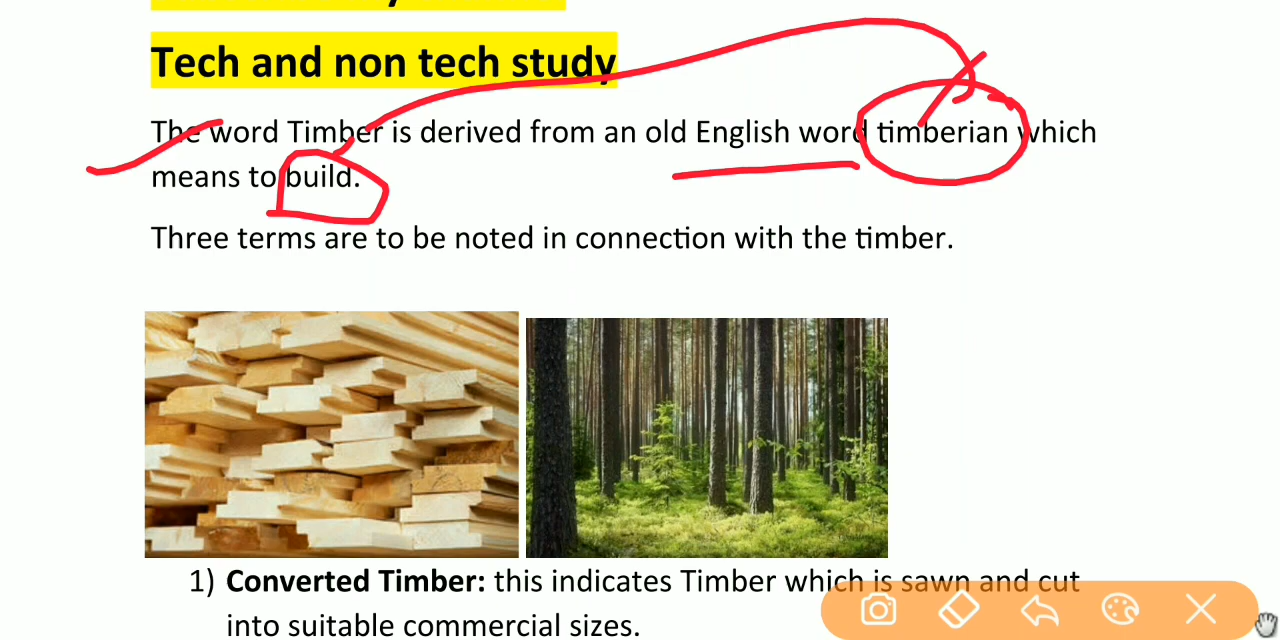 Tech and non tech study
The word Timber is derived from an old English word timberian which
means to build.
Three terms are to be noted in connection with the timber.
1) Converted Timber: this indicates Timber which is sawn and cut
into suitable commercial sizes.